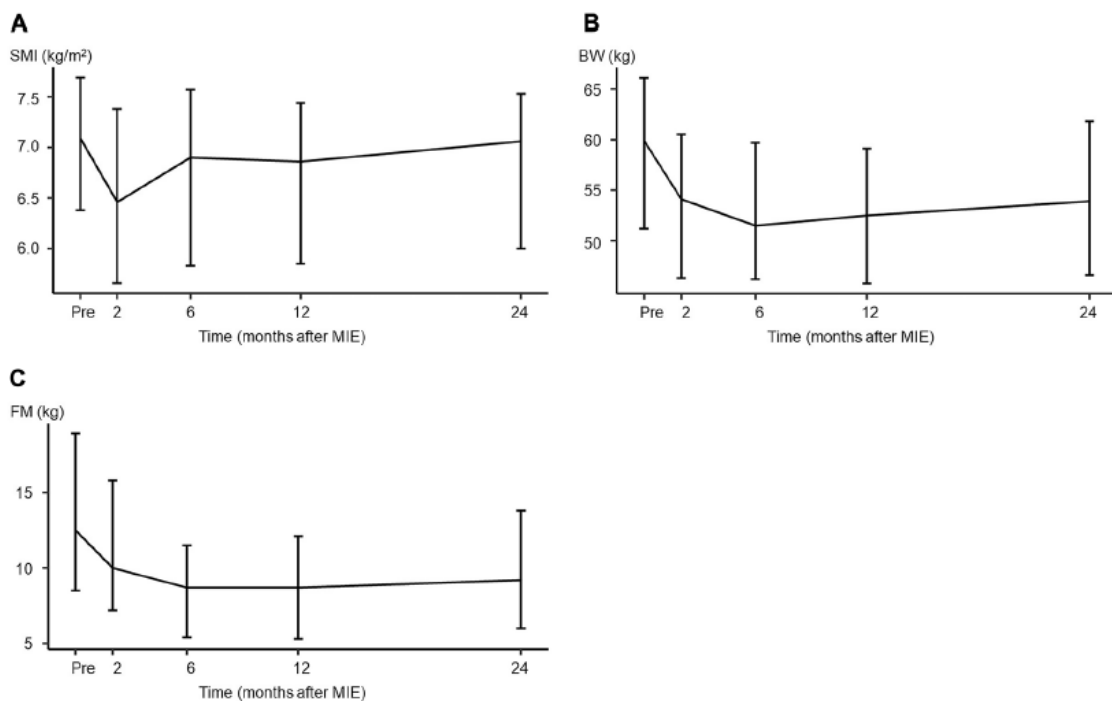 A
SMI (kg/m²)
7.5
7.0
6.5
6.0
Pre 2 6 12 24
Time (months after MIE)
B
BW (kg)
65
60
55
50
Pre 2 6 12 24
Time (months after MIE)
C
FM (kg)
15
10
5
Pre 2 6 12 24
Time (months after MIE)